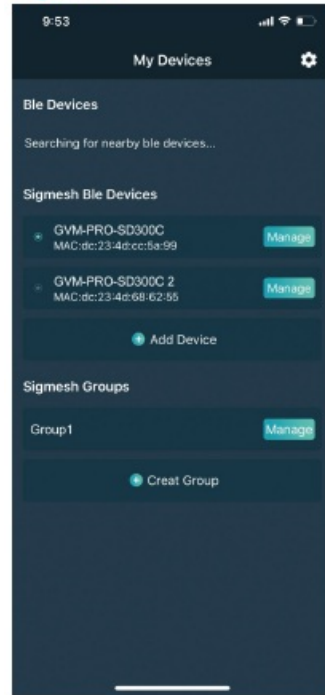 9:53
My Devices
Ble Devices
Searching for nearby ble devices...
Sigmesh Ble Devices
GVM-PRO-SD300C
MAC:dc:23:4d:cc:5a:99
Manage
GVM-PRO-SD300C 2
MAC:dc:23:4d:68:62:55
Manage
Add Device
Sigmesh Groups
Group1
Manage
Creat Group